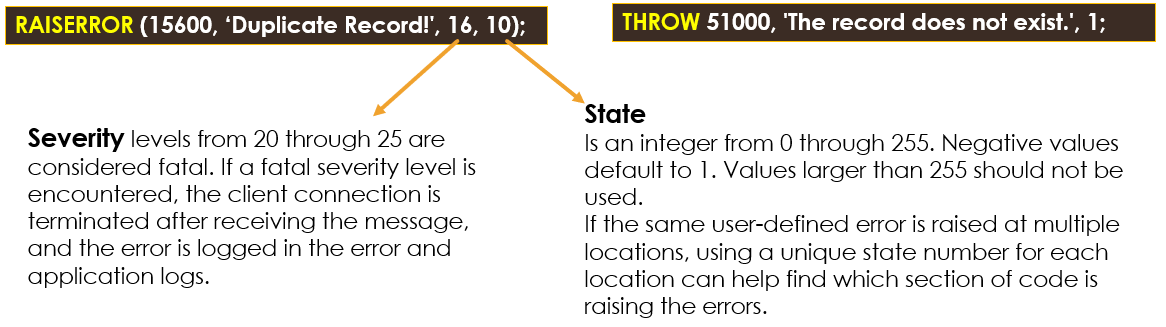 RAISERROR (15600, ‘Duplicate Record!', 16, 10);
THROW 51000, 'The record does not exist.', 1;
Severity levels from 20 through 25 are
considered fatal. If a fatal severity level is
encountered, the client connection is
terminated after receiving the message,
and the error is logged in the error and
application logs.
State
Is an integer from 0 through 255. Negative values
default to 1. Values larger than 255 should not be
used.
If the same user-defined error is raised at multiple
locations, using a unique state number for each
location can help find which section of code is
raising the errors.